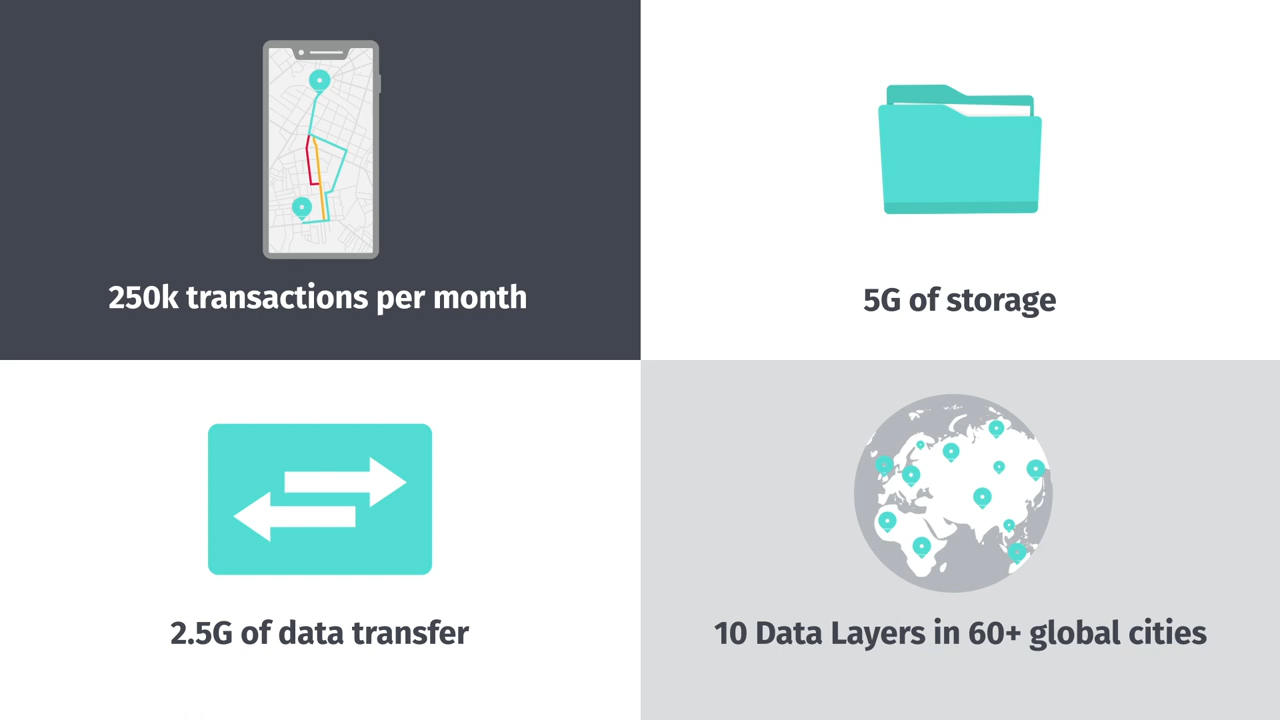 250k transactions per month
5G of storage
2.5G of data transfer
10 Data Layers in 60+ global cities